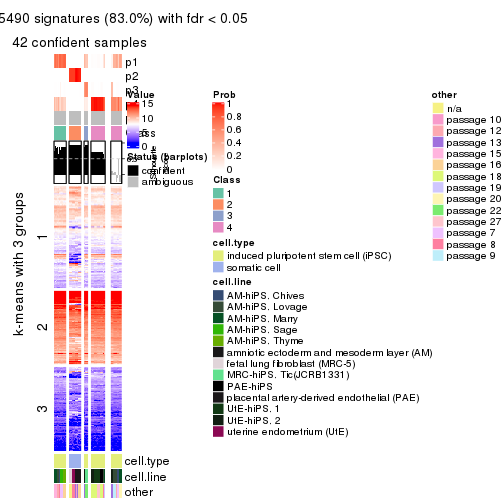 5490 signatures (83.0%) with fdr < 0.05
42 confident samples
p1
p2
p3
Value
15
10
5
0
Status (barplots)
confident
ambiguous
1
2
3
k-means with 3 groups
cell.type
cell.line
other
Prob
1
0.8
0.6
0.4
0.2
0
Class
1
2
3
4
cell.type
induced pluripotent stem cell (iPSC)
somatic cell
cell.line
AM-hiPS. Chives
AM-hiPS. Lovage
AM-hiPS. Marry
AM-hiPS. Sage
AM-hiPS. Thyme
amniotic ectoderm and mesoderm layer (AM)
fetal lung fibroblast (MRC-5)
MRC-hiPS. Tic(JCRB1331)
PAE-hiPS
placental artery-derived endothelial (PAE)
UtE-hiPS. 1
UtE-hiPS. 2
uterine endometrium (UtE)
other
n/a
passage 10
passage 12
passage 13
passage 15
passage 16
passage 18
passage 19
passage 20
passage 22
passage 27
passage 7
passage 8
passage 9